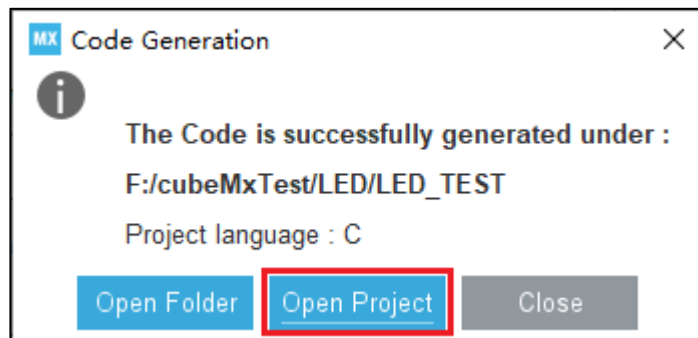 MX Code Generation
The Code is successfully generated under :
F:/cubeMxTest/LED/LED_TEST
Project language : C
Open Folder Open Project Close